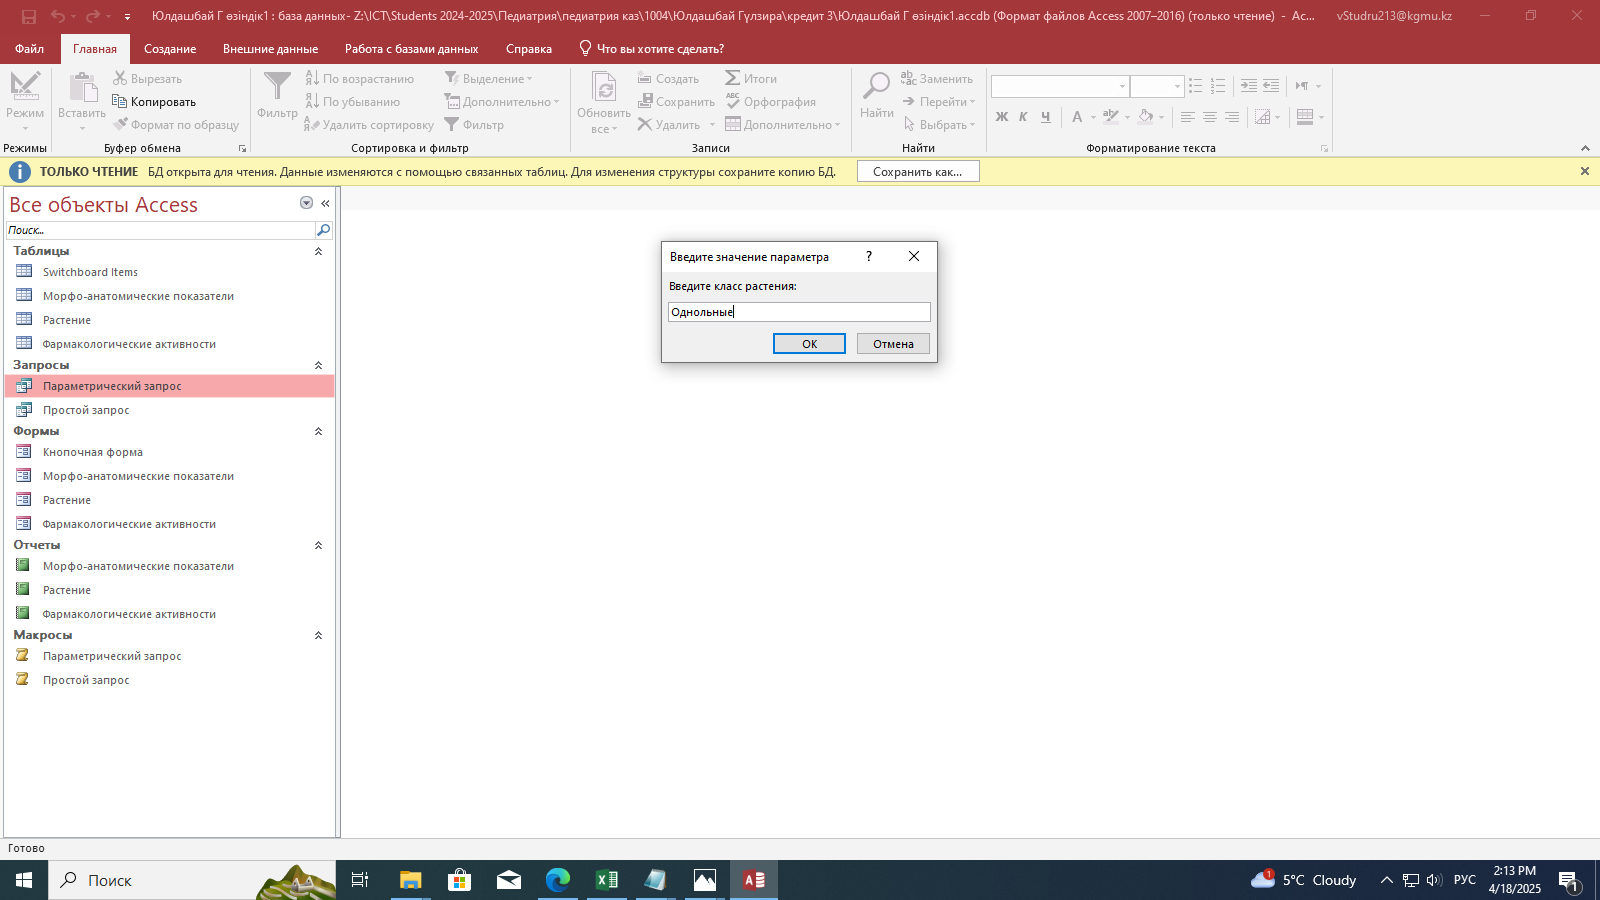 Юлдашбай Г өзіндік1 : база данных- Z:\ICT\Students 2024-2025\Педиатрия\педиатрия каз\1004\Юлдашбай Гүлзира\кредит 3\Юлдашбай Г өзіндік1.accdb (Формат файлов Access 2007–2016) (только чтение) - Ac... vStudru213@kgmu.kz
Файл Главная Создание Внешние данные Работа с базами данных Справка Что вы хотите сделать?
Режим
Режимы
Вставить
Вырезать
Копировать
Формат по образцу
Буфер обмена
Фильтр
По возрастанию
По убыванию
Удалить сортировку
Выделение
Дополнительно
Фильтр
Сортировка и фильтр
Обновить
все
Создать
Сохранить
Удалить
Итоги
Орфография
Дополнительно
Записи
Найти
Заменить
Перейти
Выбрать
Найти
Ж К Ч А
Форматирование текста
ТОЛЬКО ЧТЕНИЕ БД открыта для чтения. Данные изменяются с помощью связанных таблиц. Для изменения структуры сохраните копию БД. Сохранить как...
Все объекты Access
Поиск...
Таблицы
Switchboard Items
Морфо-анатомические показатели
Растение
Фармакологические активности
Запросы
Параметрический запрос
Простой запрос
Формы
Кнопочная форма
Морфо-анатомические показатели
Растение
Фармакологические активности
Отчеты
Морфо-анатомические показатели
Растение
Фармакологические активности
Макросы
Параметрический запрос
Простой запрос
Введите значение параметра ?
Введите класс растения:
Однольные
ОК Отмена
Готово
Поиск
1
5°C Cloudy
РУС
2:13 PM
4/18/2025
1